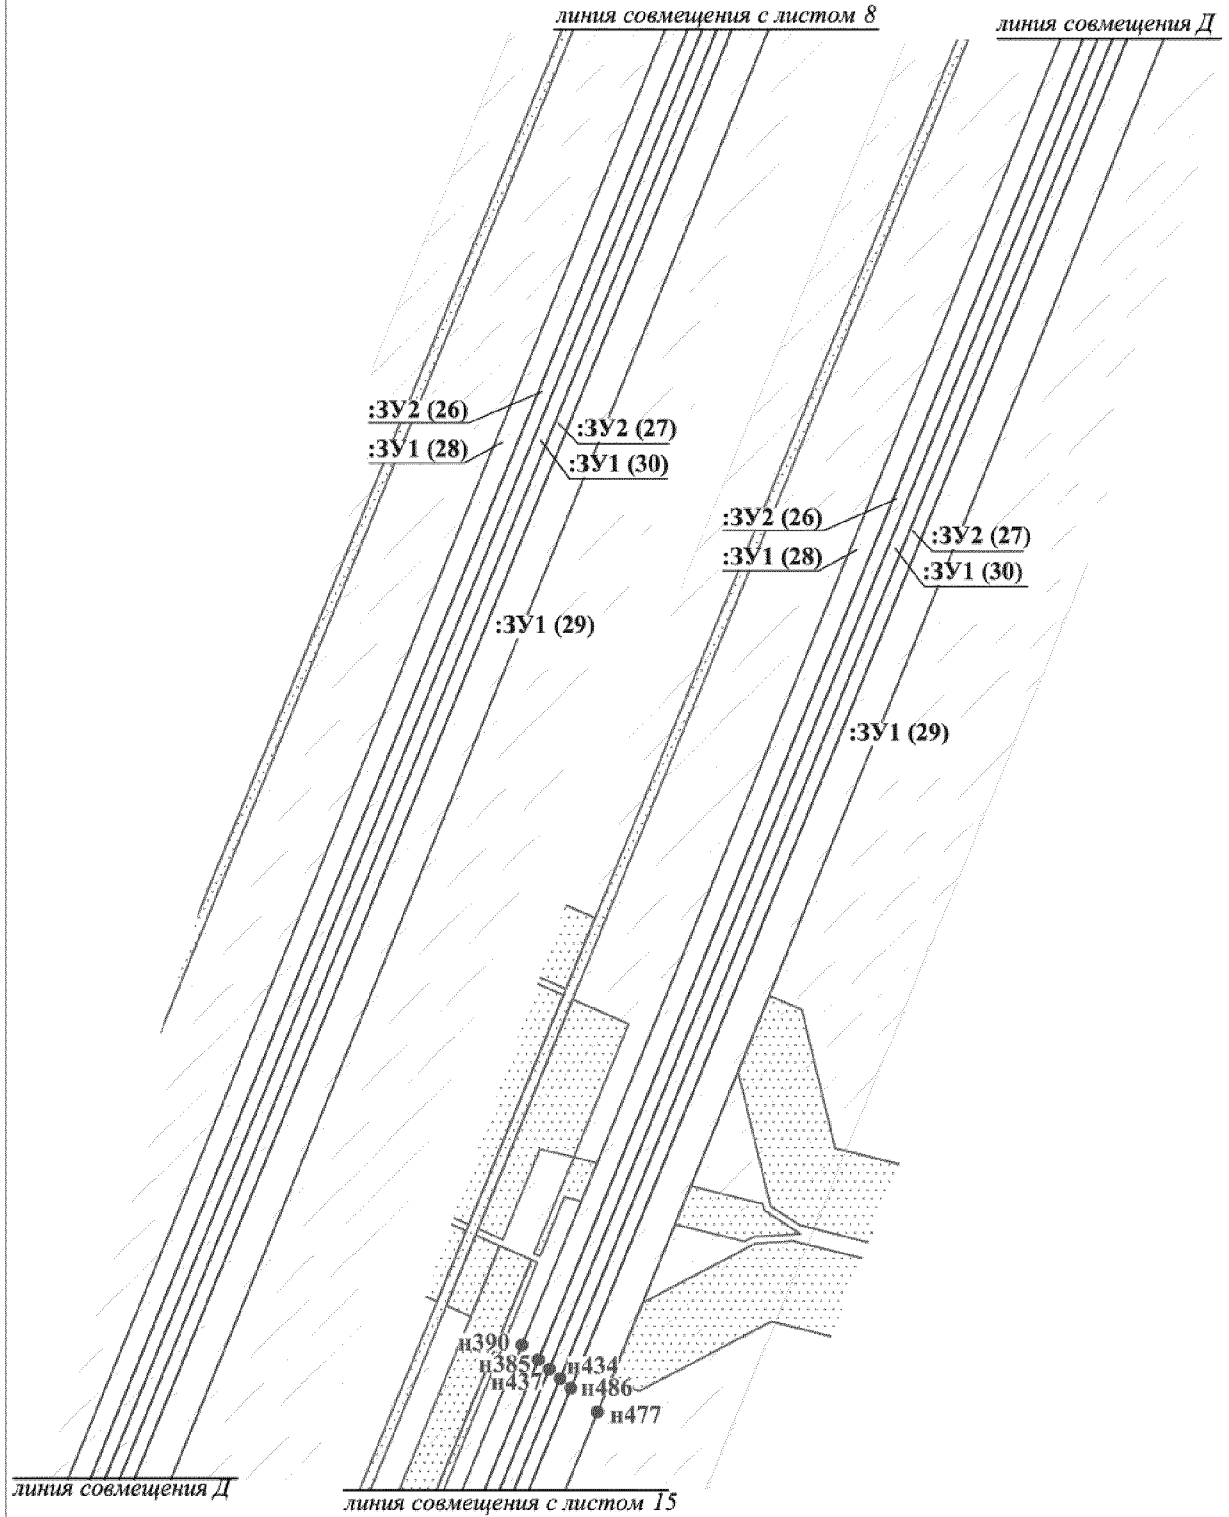 линия совмещения с листом 8
линия совмещения Д
:ЗУ2 (26)
:ЗУ1 (28)
:ЗУ2 (27)
:ЗУ1 (30)
:ЗУ1 (29)
:ЗУ2 (26)
:ЗУ1 (28)
:ЗУ2 (27)
:ЗУ1 (30)
:ЗУ1 (29)
н390
н385
н437
н434
н486
н477
линия совмещения Д
линия совмещения с листом 15